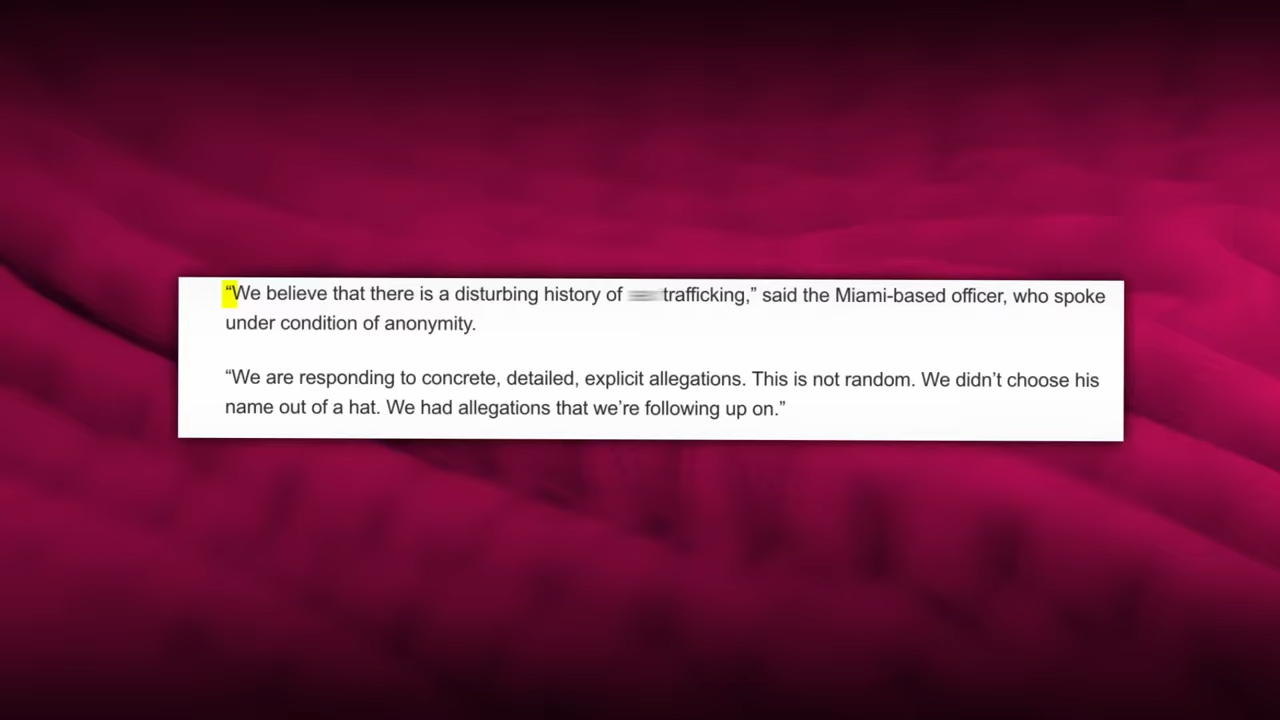 “We believe that there is a disturbing history of trafficking,” said the Miami-based officer, who spoke
under condition of anonymity.
“We are responding to concrete, detailed, explicit allegations. This is not random. We didn’t choose his
name out of a hat. We had allegations that we’re following up on.”